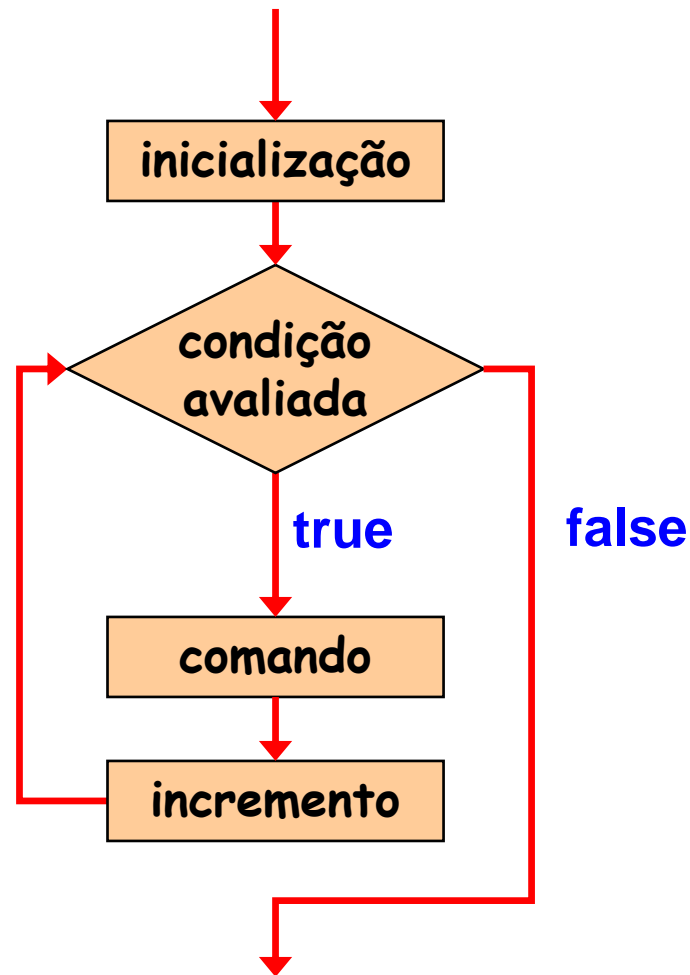 inicialização
condição
avaliada
true
false
comando
incremento